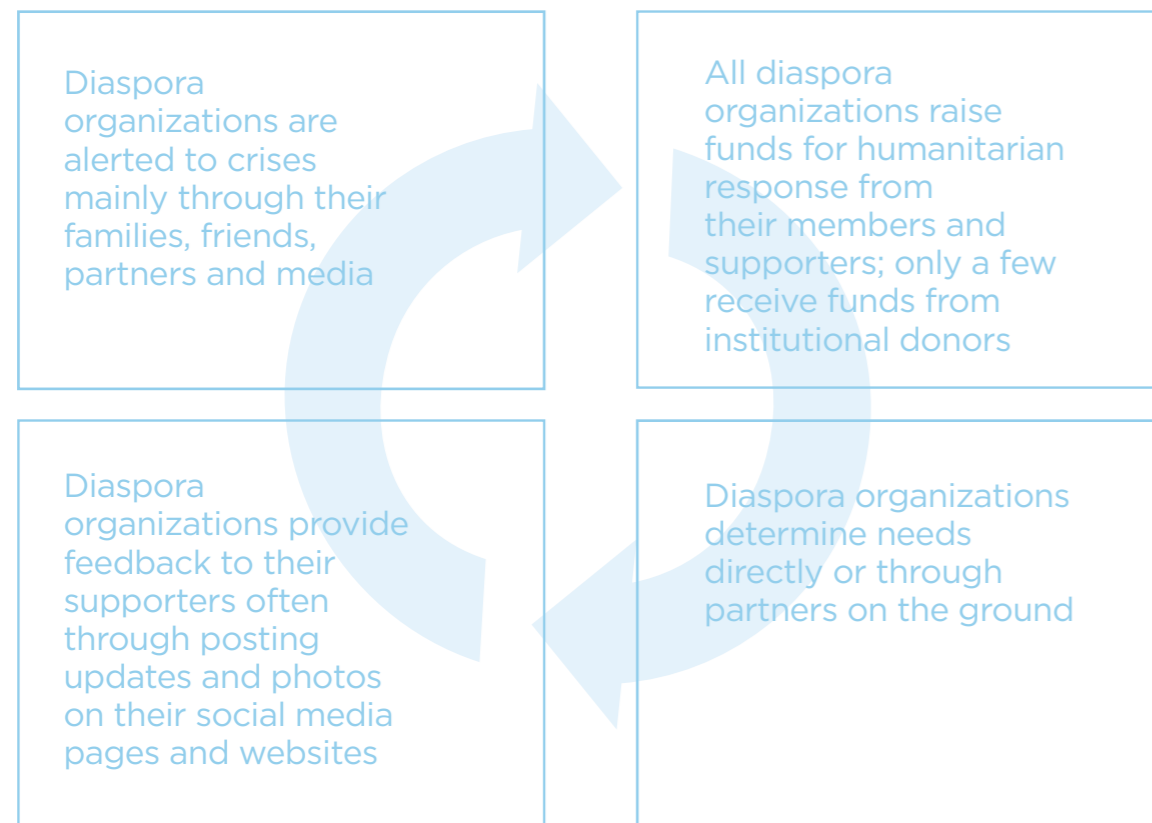 Diaspora
organizations are
alerted to crises
mainly through their
families, friends,
partners and media
All diaspora
organizations raise
funds for humanitarian
response from
their members and
supporters; only a few
receive funds from
institutional donors
Diaspora
organizations provide
feedback to their
supporters often
through posting
updates and photos
on their social media
pages and websites
Diaspora organizations
determine needs
directly or through
partners on the ground